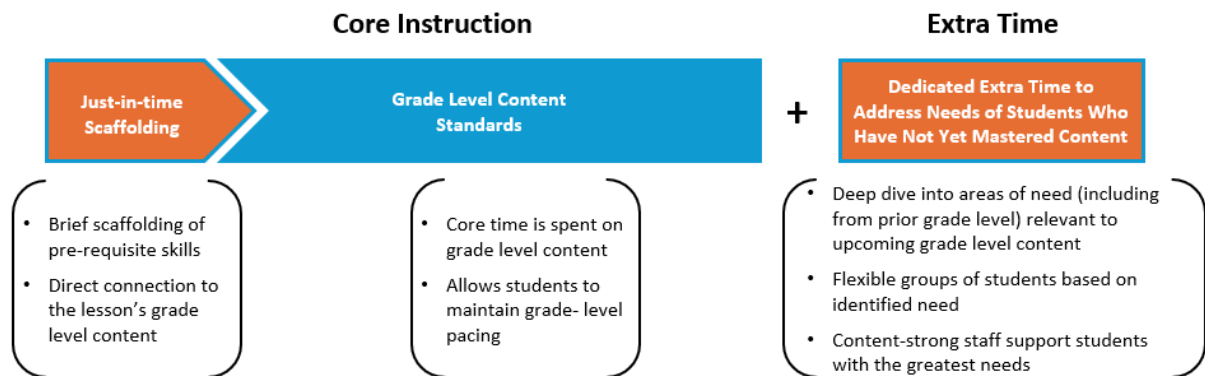 Core Instruction
Extra Time
Just-in-time
Scaffolding
Grade Level Content
Standards
+
Dedicated Extra Time to
Address Needs of Students Who
Have Not Yet Mastered Content
• Brief scaffolding of
pre-requisite skills
• Direct connection to
the lesson's grade
level content
• Core time is spent on
grade level content
• Allows students to
maintain grade- level
pacing
• Deep dive into areas of need (including
from prior grade level) relevant to
upcoming grade level content
• Flexible groups of students based on
identified need
• Content-strong staff support students
with the greatest needs